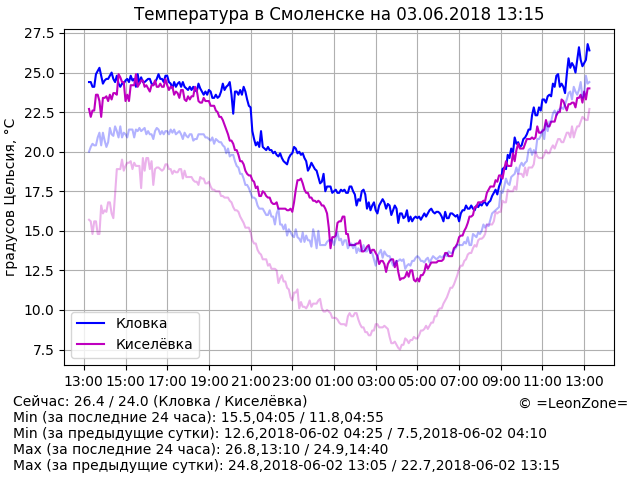 Температура в Смоленске на 03.06.2018 13:15
градусов Цельсия, °C
27.5
25.0
22.5
20.0
17.5
15.0
12.5
10.0
7.5
Кловка
Киселёвка
13:00 15:00 17:00 19:00 21:00 23:00 01:00 03:00 05:00 07:00 09:00 11:00 13:00
Сейчас: 26.4 / 24.0 (Кловка / Киселёвка)
© =LeonZone=
Min (за последние 24 часа): 15.5,04:05 / 11.8,04:55
Min (за предыдущие сутки): 12.6,2018-06-02 04:25 / 7.5,2018-06-02 04:10
Max (за последние 24 часа): 26.8,13:10 / 24.9,14:40
Max (за предыдущие сутки): 24.8,2018-06-02 13:05 / 22.7,2018-06-02 13:15